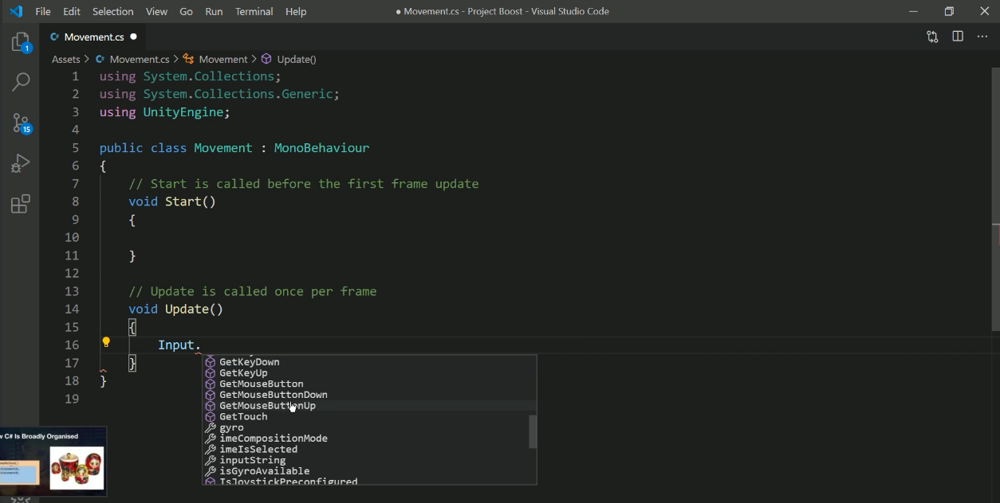 File Edit Selection View Go Run Terminal Help ● Movement.cs - Project Boost - Visual Studio Code
1
C# Movement.cs ●
Assets > C# Movement.cs > Movement > Update()
15
1 using System.Collections;
2 using System.Collections.Generic;
3 using UnityEngine;
4
5 public class Movement : MonoBehaviour
6 {
7 // Start is called before the first frame update
8 void Start()
9 {
10
11 }
12
13 // Update is called once per frame
14 void Update()
15 {
16 Input.
17 }
18 }
19
GetKeyDown
GetKeyUp
GetMouseButton
GetMouseButtonDown
GetMouseButtonUp
GetTouch
gyro
imeCompositionMode
imeIsSelected
inputString
isGyroAvailable
IsJoystickPreconfigured
C# Is Broadly Organised